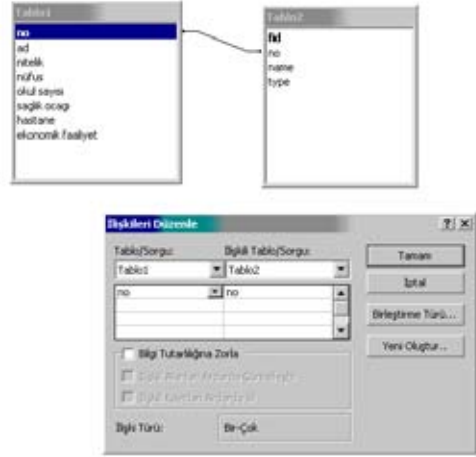 Tablo1
no
ad
nitelik
nüfus
okul sayısı
saglik ocagı
hastane
ekonomik faaliyet
Tablo2
fid
no
name
type
İlişkileri Düzenle
Tablo/Sorgu:
İlişkili Tablo/Sorgu:
Tablo1
Tablo2
no
no
Bilgi Tutarlılığına Zorla
İlişki Türü:
Bir-Çok
Tamam
İptal
Birleştirme Türü...
Yeni Oluştur...